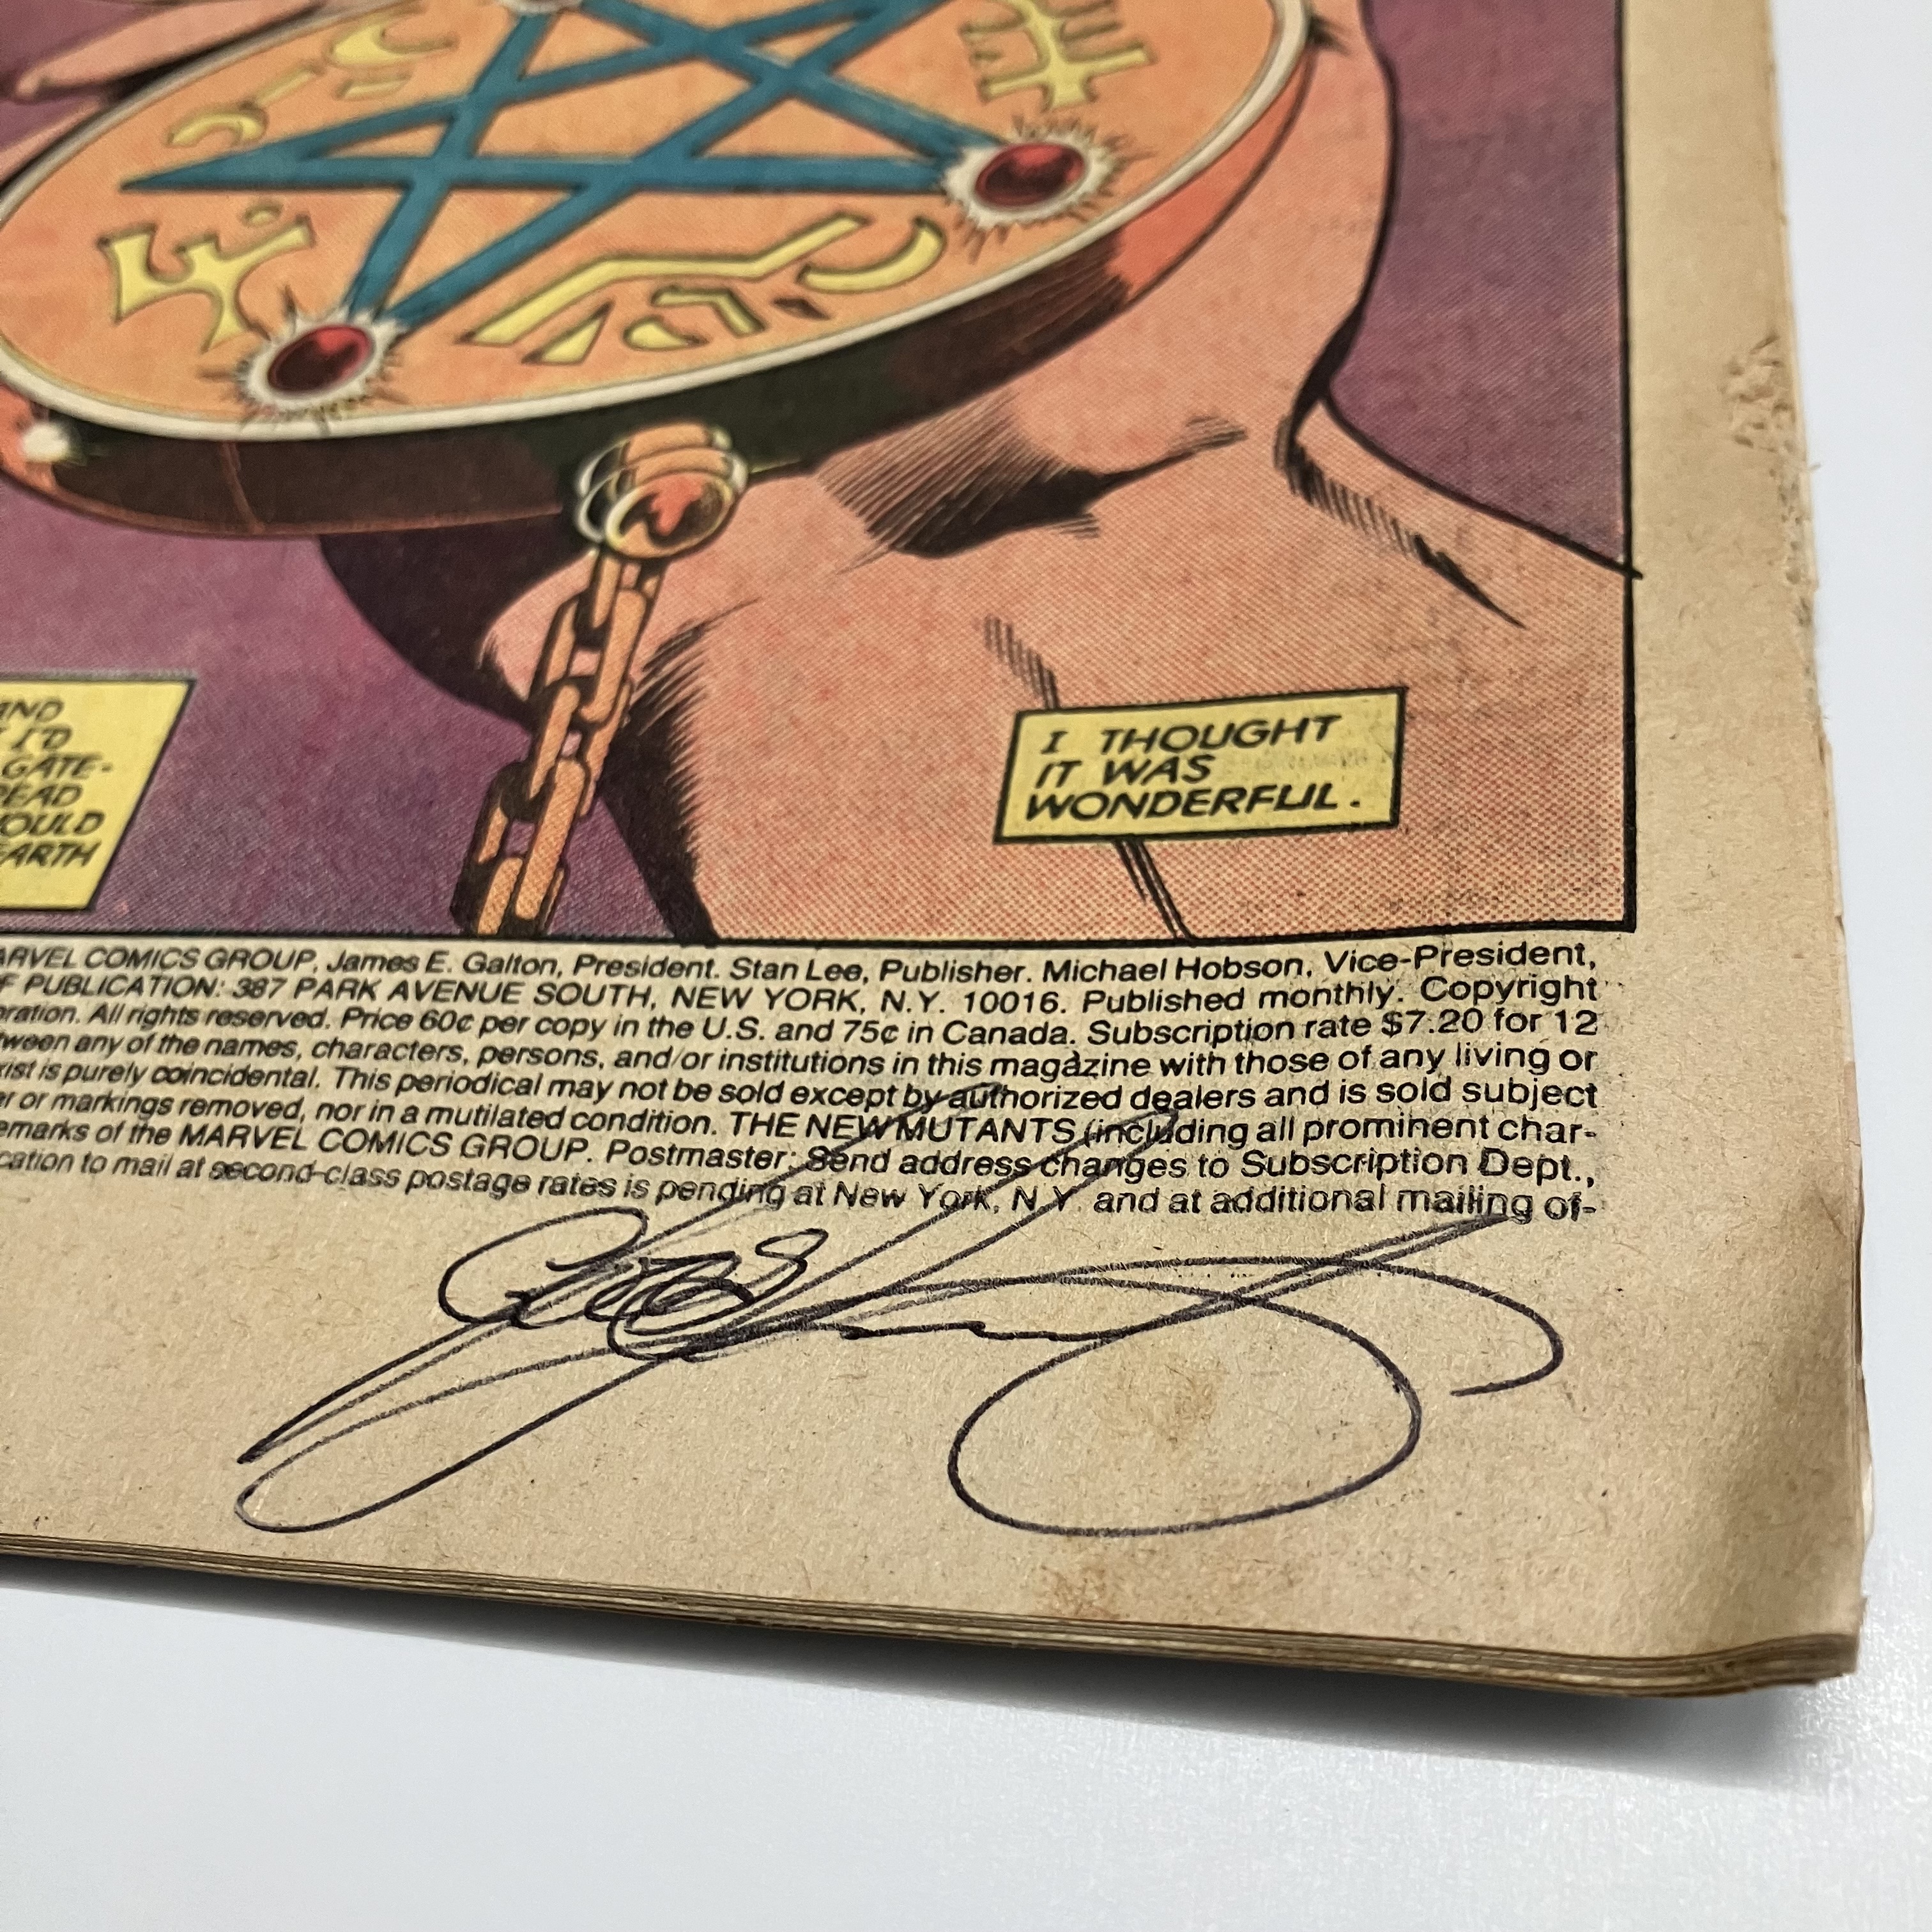 AND
I'D
GATE-
OULD
EARTH
I THOUGHT
IT WAS
WONDERFUL.
ARVEL COMICS GROUP, James E. Galton, President. Stan Lee, Publisher. Michael Hobson, Vice-President,
OF PUBLICATION: 387 PARK AVENUE SOUTH, NEW YORK, N.Y. 10016. Published monthly. Copyright
oration. All rights reserved. Price 60¢ per copy in the U.S. and 75¢ in Canada. Subscription rate $7.20 for 12
tween any of the names, characters, persons, and/or institutions in this magazine with those of any living or
xist is purely coincidental. This periodical may not be sold except by authorized dealers and is sold subject
er or markings removed, nor in a mutilated condition. THE NEW MUTANTS (including all prominent char-
emarks of the MARVEL COMICS GROUP. Postmaster: Send address changes to Subscription Dept.,
cation to mail at second-class postage rates is pending at New York, N.Y. and at additional mailing of-